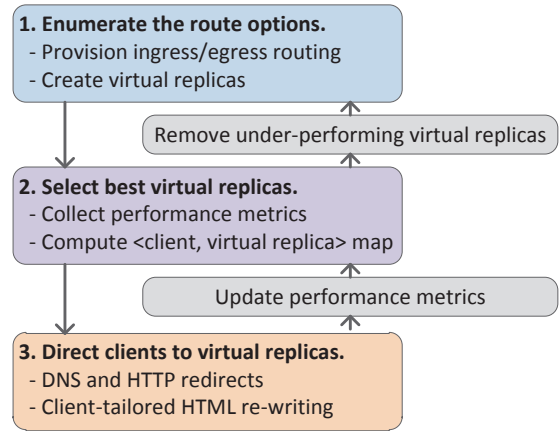 1. Enumerate the route options.
- Provision ingress/egress routing
- Create virtual replicas
Remove under-performing virtual replicas
2. Select best virtual replicas.
- Collect performance metrics
- Compute <client, virtual replica> map
Update performance metrics
3. Direct clients to virtual replicas.
- DNS and HTTP redirects
- Client-tailored HTML re-writing